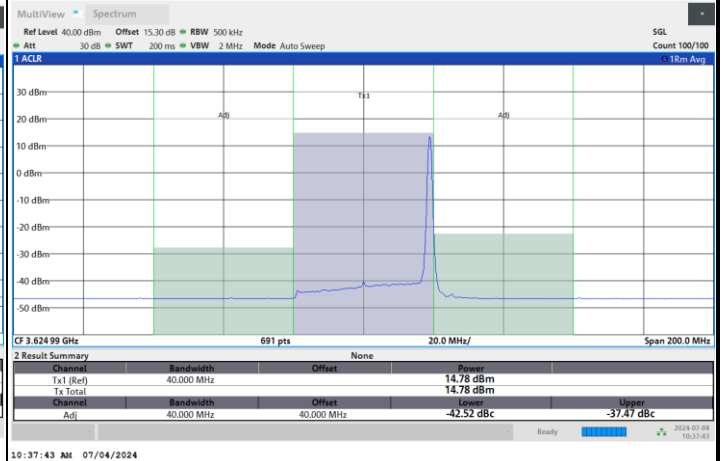 MultiView Spectrum
Ref Level 40.00 dBm Offset 15.30 dB RBW 500 kHz SGL
Att 30 dB SWT 200 ms VBW 2 MHz Mode Auto Sweep Count 100/100
1 ACLR 1Rm Avg
30 dBm
Tx1
20 dBm Adj Adj
10 dBm
0 dBm
-10 dBm
-20 dBm
-30 dBm
-40 dBm
-50 dBm
CF 3.624 99 GHz 691 pts 20.0 MHz/ Span 200.0 MHz
2 Result Summary None
Channel Bandwidth Offset Power
Tx1 (Ref) 40.000 MHz 14.78 dBm
Tx Total 14.78 dBm
Channel Bandwidth Offset Lower Upper
Adj 40.000 MHz 40.000 MHz -42.52 dBc -37.47 dBc
Ready 2024-07-04
10:37:43
10:37:43 AM 07/04/2024